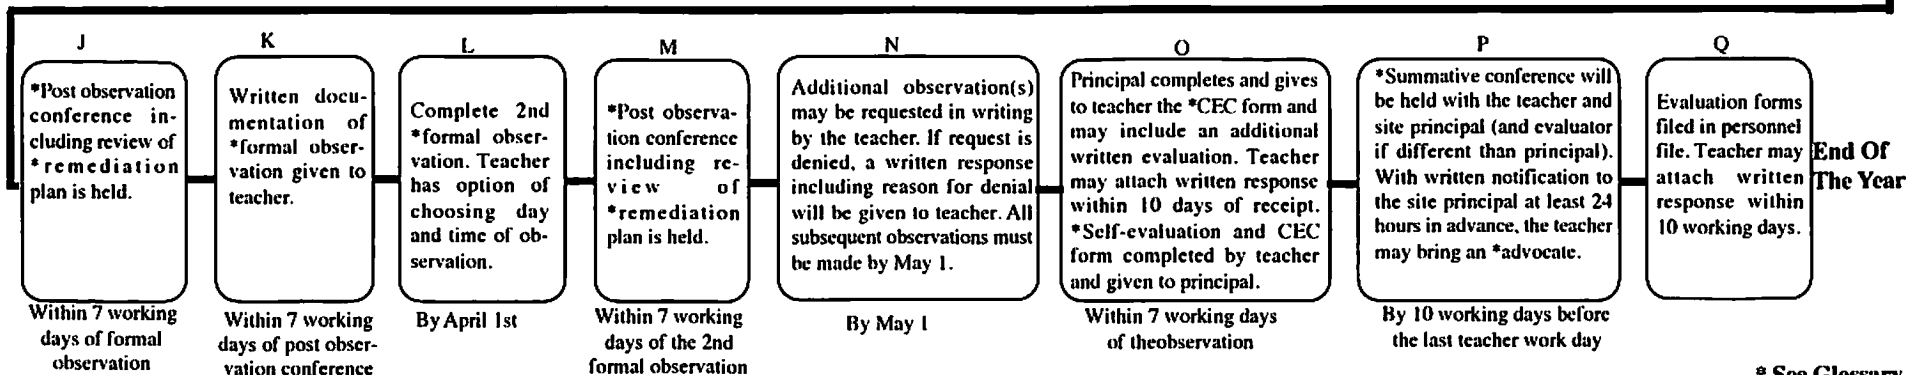 J
*Post observation
conference in-
cluding review of
*remediation
plan is held.
Within 7 working
days of formal
observation
K
Written docu-
mentation of
*formal obser-
vation given to
teacher.
Within 7 working
days of post obser-
vation conference
L
Complete 2nd
*formal obser-
vation. Teacher
has option of
choosing day
and time of ob-
servation.
By April 1st
M
*Post observa-
tion conference
including re-
view of
*remediation
plan is held.
Within 7 working
days of the 2nd
formal observation
N
Additional observation(s)
may be requested in writing
by the teacher. If request is
denied, a written response
including reason for denial
will be given to teacher. All
subsequent observations must
be made by May 1.
By May 1
O
Principal completes and gives
to teacher the *CEC form and
may include an additional
written evaluation. Teacher
may attach written response
within 10 days of receipt.
*Self-evaluation and CEC
form completed by teacher
and given to principal.
Within 7 working days
of theobservation
P
*Summative conference will
be held with the teacher and
site principal (and evaluator
if different than principal).
With written notification to
the site principal at least 24
hours in advance, the teacher
may bring an *advocate.
By 10 working days before
the last teacher work day
Q
Evaluation forms
filed in personnel
file. Teacher may
attach written
response within
10 working days.
End Of
The Year
* See Glossary